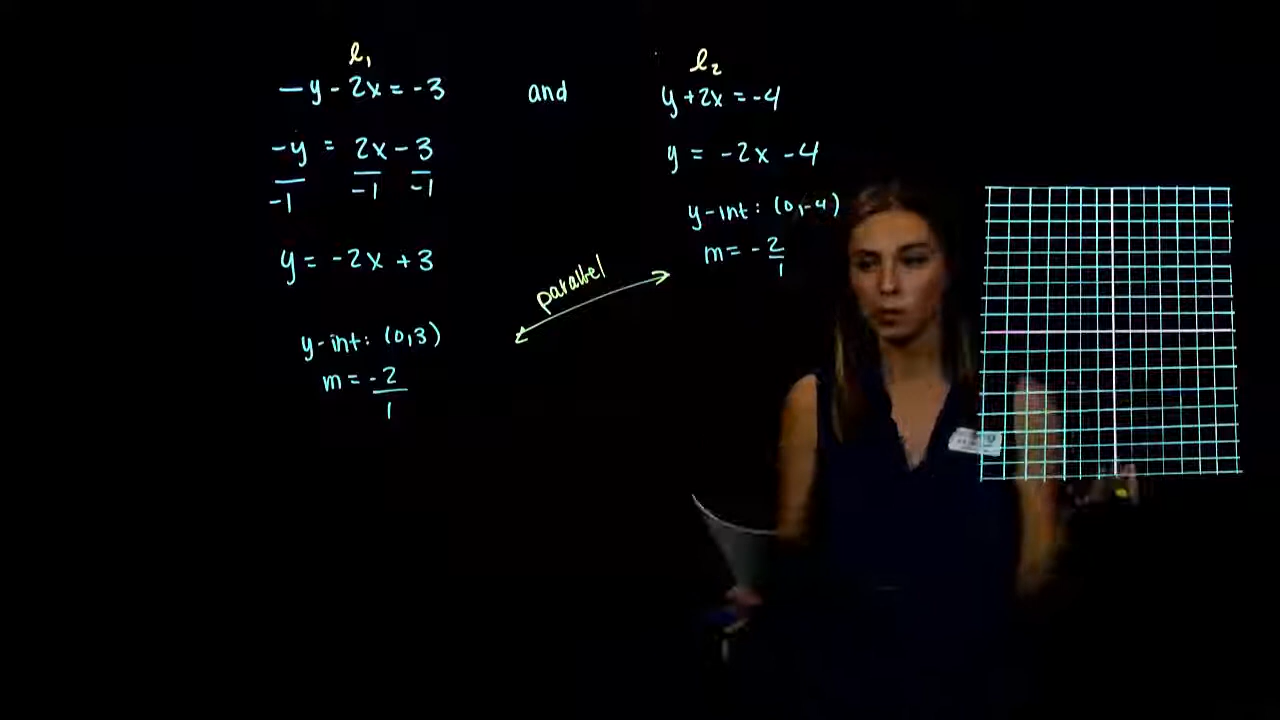 l₁
-y - 2x = -3
-y = 2x - 3
-1 -1 -1
y = -2x + 3
y-int: (0,3)
m = -2/1
and
parallel
l₂
y + 2x = -4
y = -2x - 4
y-int: (0,-4)
m = -2/1